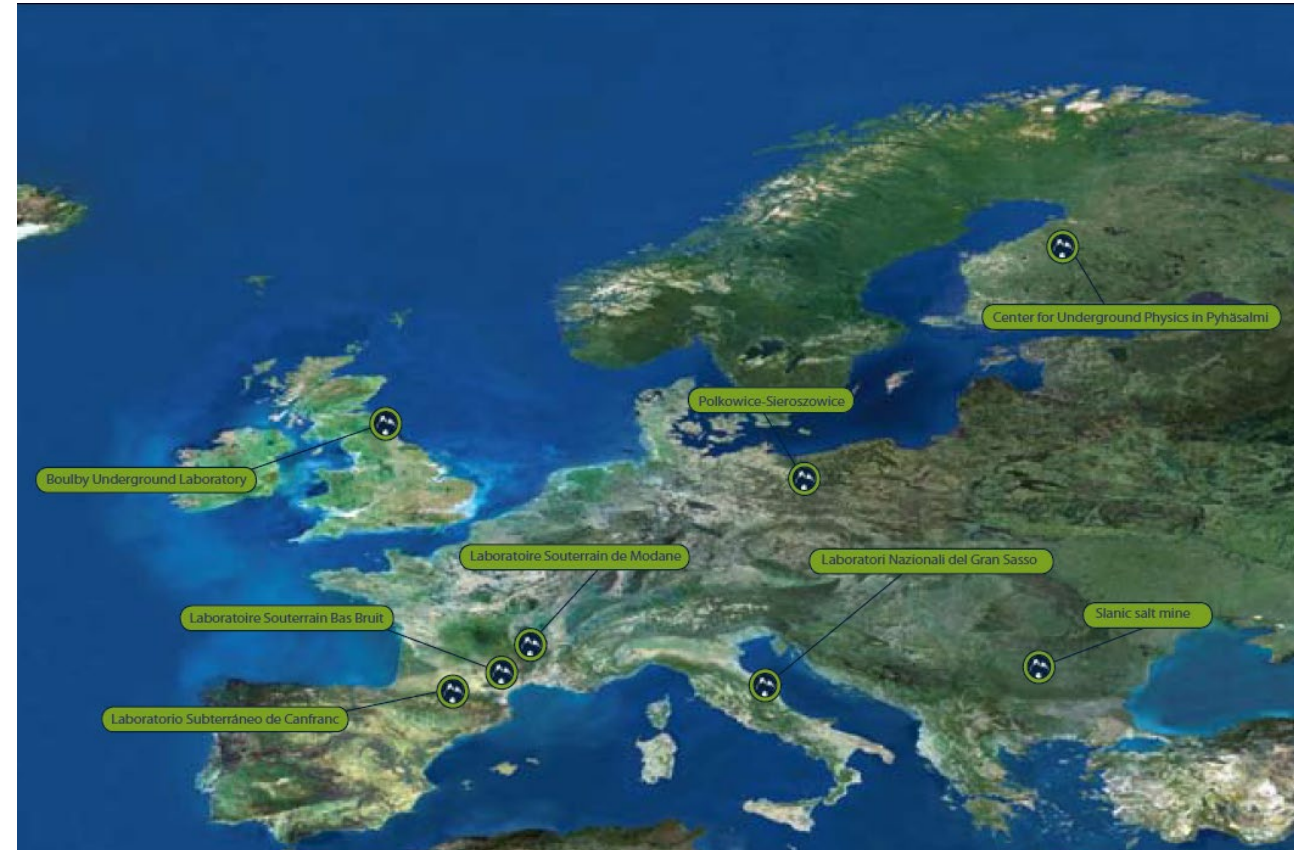 Center for Underground Physics in Pyhäsalmi
Polkowice-Sieroszowice
Boulby Underground Laboratory
Laboratoire Souterrain de Modane
Laboratori Nazionali del Gran Sasso
Laboratoire Souterrain Bas Bruit
Slanic salt mine
Laboratorio Subterráneo de Canfranc